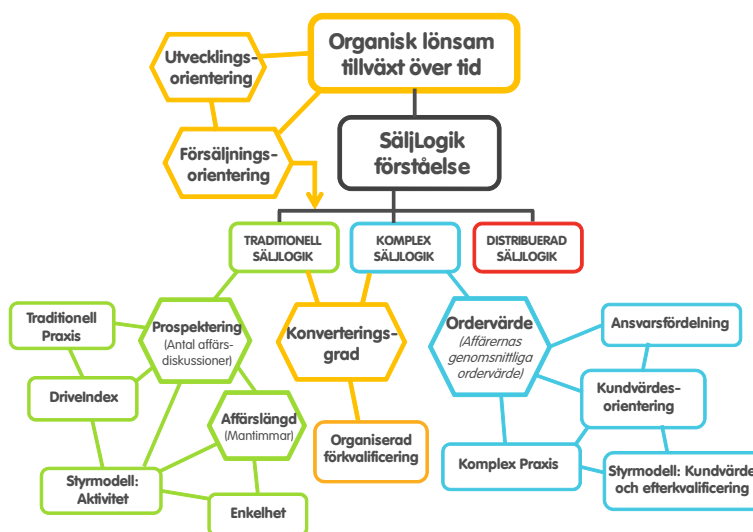 Organisk lönsam
tillväxt över tid
Utvecklings-
orientering
SäljLogik
förståelse
Försäljnings-
orientering
TRADITIONELL
SÄLJLOGIK
KOMPLEX
SÄLJLOGIK
DISTRIBUERAD
SÄLJLOGIK
Traditionell
Praxis
Prospektering
(Antal affärs-
diskussioner)
Konverterings-
grad
Ordervärde
(Affärernas
genomsnittliga
ordervärde)
Ansvarsfördelning
DriveIndex
Kundvärdes-
orientering
Affärslängd
(Mantimmar)
Organiserad
förkvalificering
Komplex Praxis
Styrmodell: Kundvärde
och efterkvalificering
Styrmodell:
Aktivitet
Enkelhet